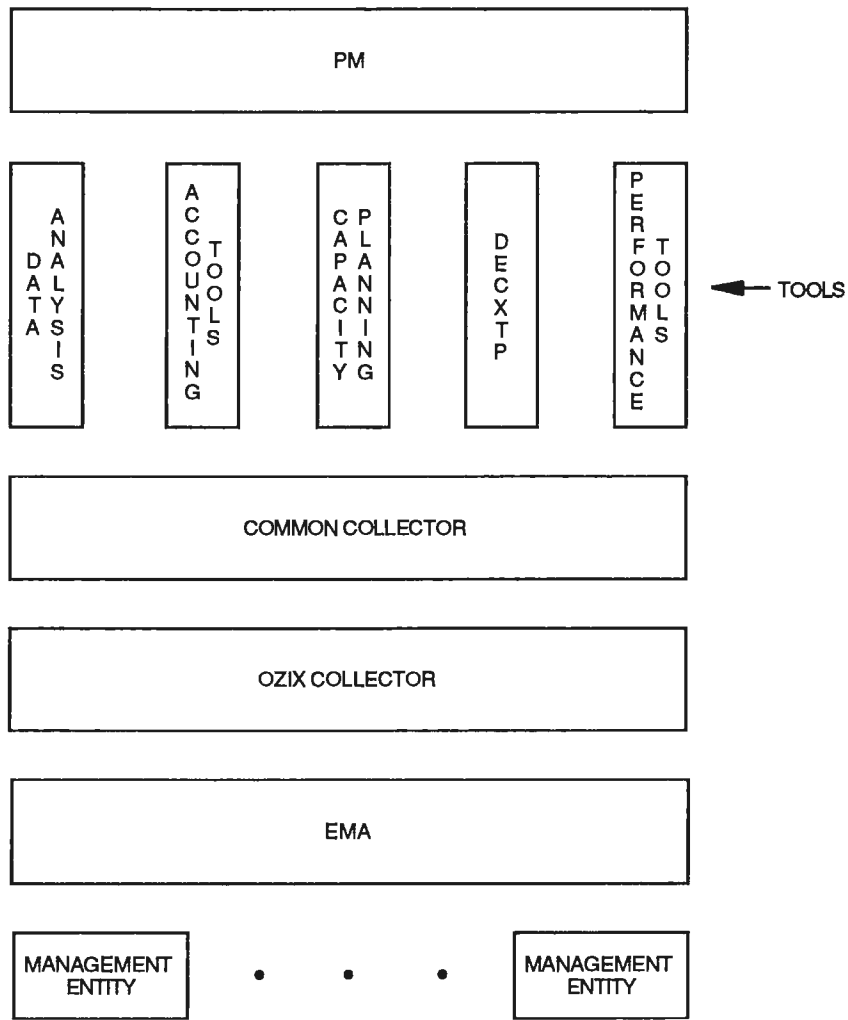 PM
DATA
ANALYSIS
ACCOUNTING
TOOLS
CAPACITY
PLANNING
DECXTP
PERFORMANCE
TOOLS
TOOLS
COMMON COLLECTOR
OZIX COLLECTOR
EMA
MANAGEMENT
ENTITY
• • •
MANAGEMENT
ENTITY